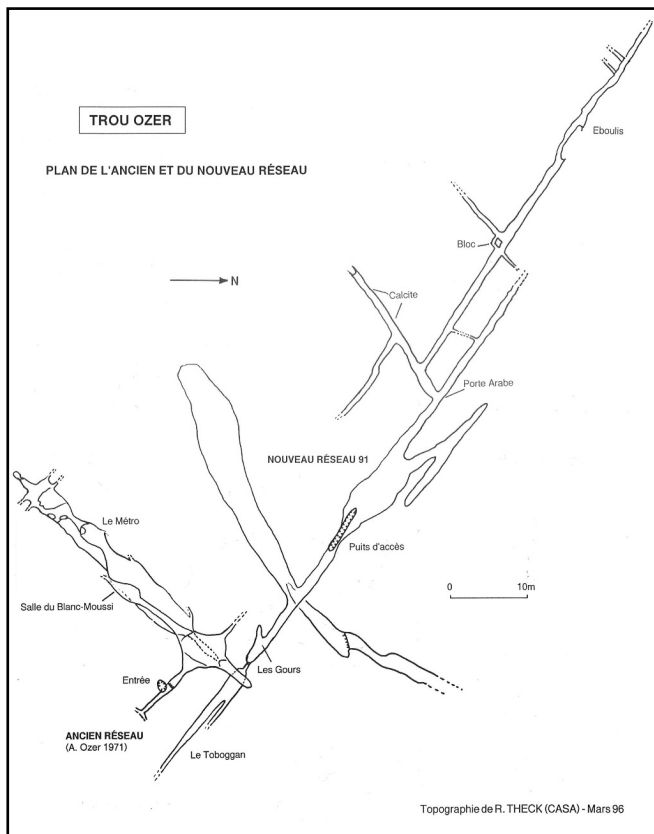 TROU OZER
PLAN DE L'ANCIEN ET DU NOUVEAU RÉSEAU
N
Eboulis
Bloc
Calcite
Porte Arabe
NOUVEAU RÉSEAU 91
Puits d'accès
0 10m
Le Métro
Salle du Blanc-Moussi
Les Gours
Entrée
ANCIEN RÉSEAU
(A. Ozer 1971)
Le Toboggan
Topographie de R. THECK (CASA) - Mars 96